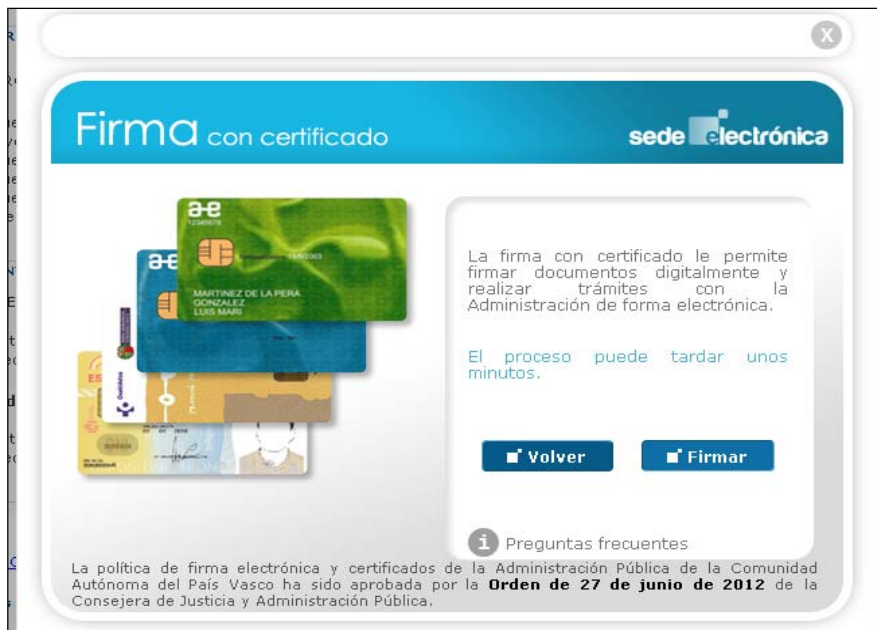 X
Firma con certificado
sede electrónica
a-e
12345678
MARTINEZ DE LA PERA
GONZALEZ
LUIS MARI
a-e
Osakidetza
ES
La firma con certificado le permite
firmar documentos digitalmente y
realizar trámites con la
Administración de forma electrónica.
El proceso puede tardar unos
minutos.
Volver
Firmar
i Preguntas frecuentes
La política de firma electrónica y certificados de la Administración Pública de la Comunidad
Autónoma del País Vasco ha sido aprobada por la Orden de 27 de junio de 2012 de la
Consejera de Justicia y Administración Pública.